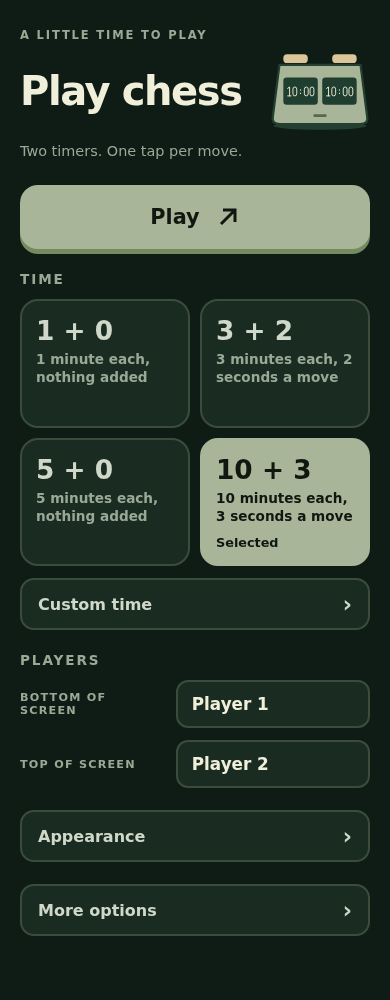 A LITTLE TIME TO PLAY
Play chess
10:00 10:00
Two timers. One tap per move.
Play ↗
TIME
1 + 0
1 minute each,
nothing added
3 + 2
3 minutes each, 2
seconds a move
5 + 0
5 minutes each,
nothing added
10 + 3
10 minutes each,
3 seconds a move
Selected
Custom time ›
PLAYERS
BOTTOM OF
SCREEN
Player 1
TOP OF SCREEN
Player 2
Appearance ›
More options ›